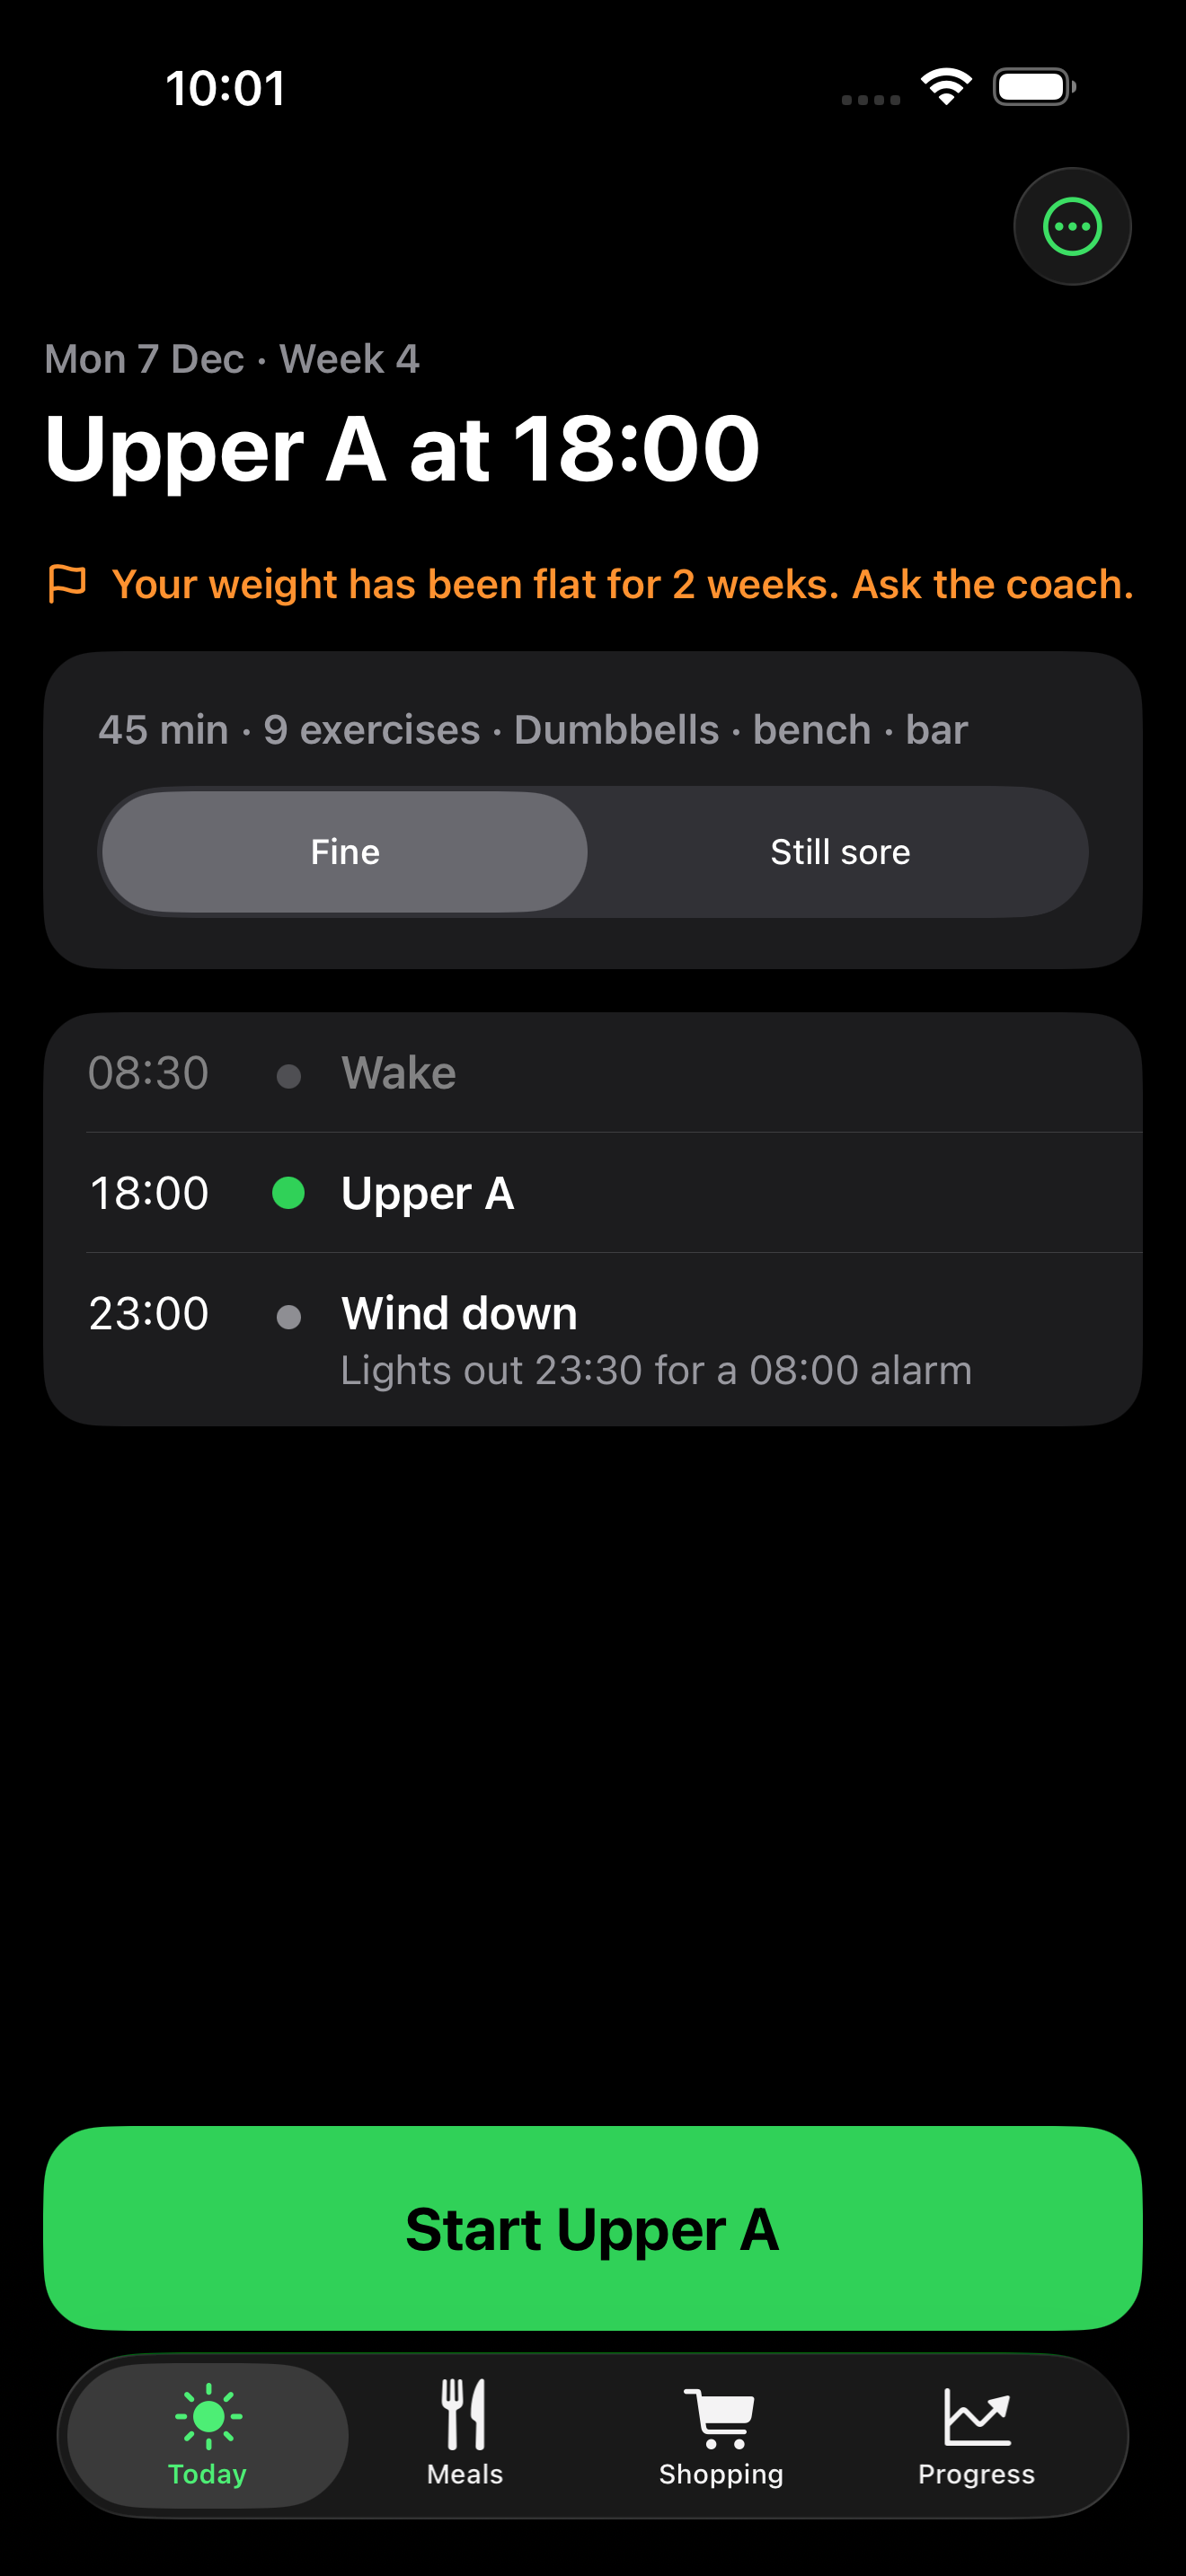 10:01
Mon 7 Dec · Week 4
Upper A at 18:00
Your weight has been flat for 2 weeks. Ask the coach.
45 min · 9 exercises · Dumbbells · bench · bar
Fine Still sore
08:30 Wake
18:00 Upper A
23:00 Wind down
Lights out 23:30 for a 08:00 alarm
Start Upper A
Today Meals Shopping Progress